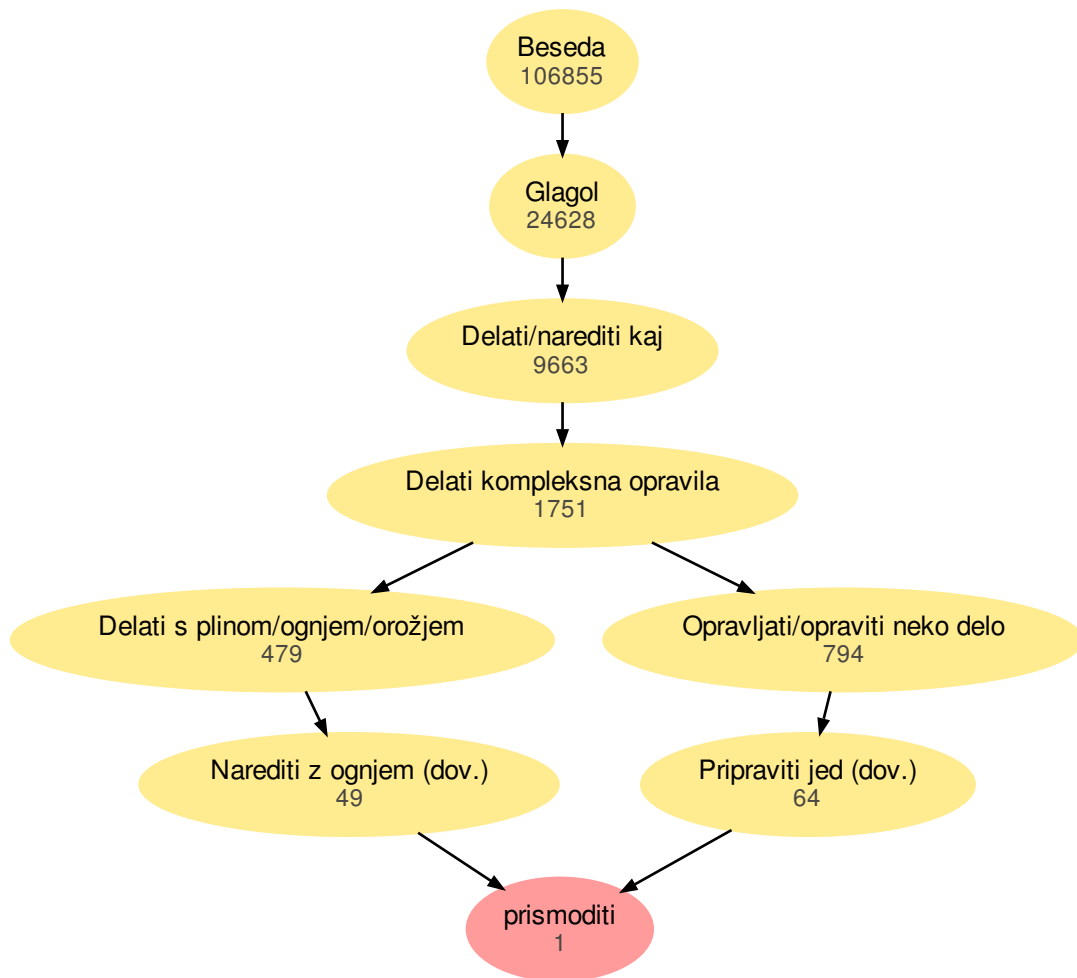 Beseda
106855
Glagol
24628
Delati/narediti kaj
9663
Delati kompleksna opravila
1751
Delati s plinom/ognjem/orožjem
479
Opravljati/opraviti neko delo
794
Narediti z ognjem (dov.)
49
Pripraviti jed (dov.)
64
prismoditi
1